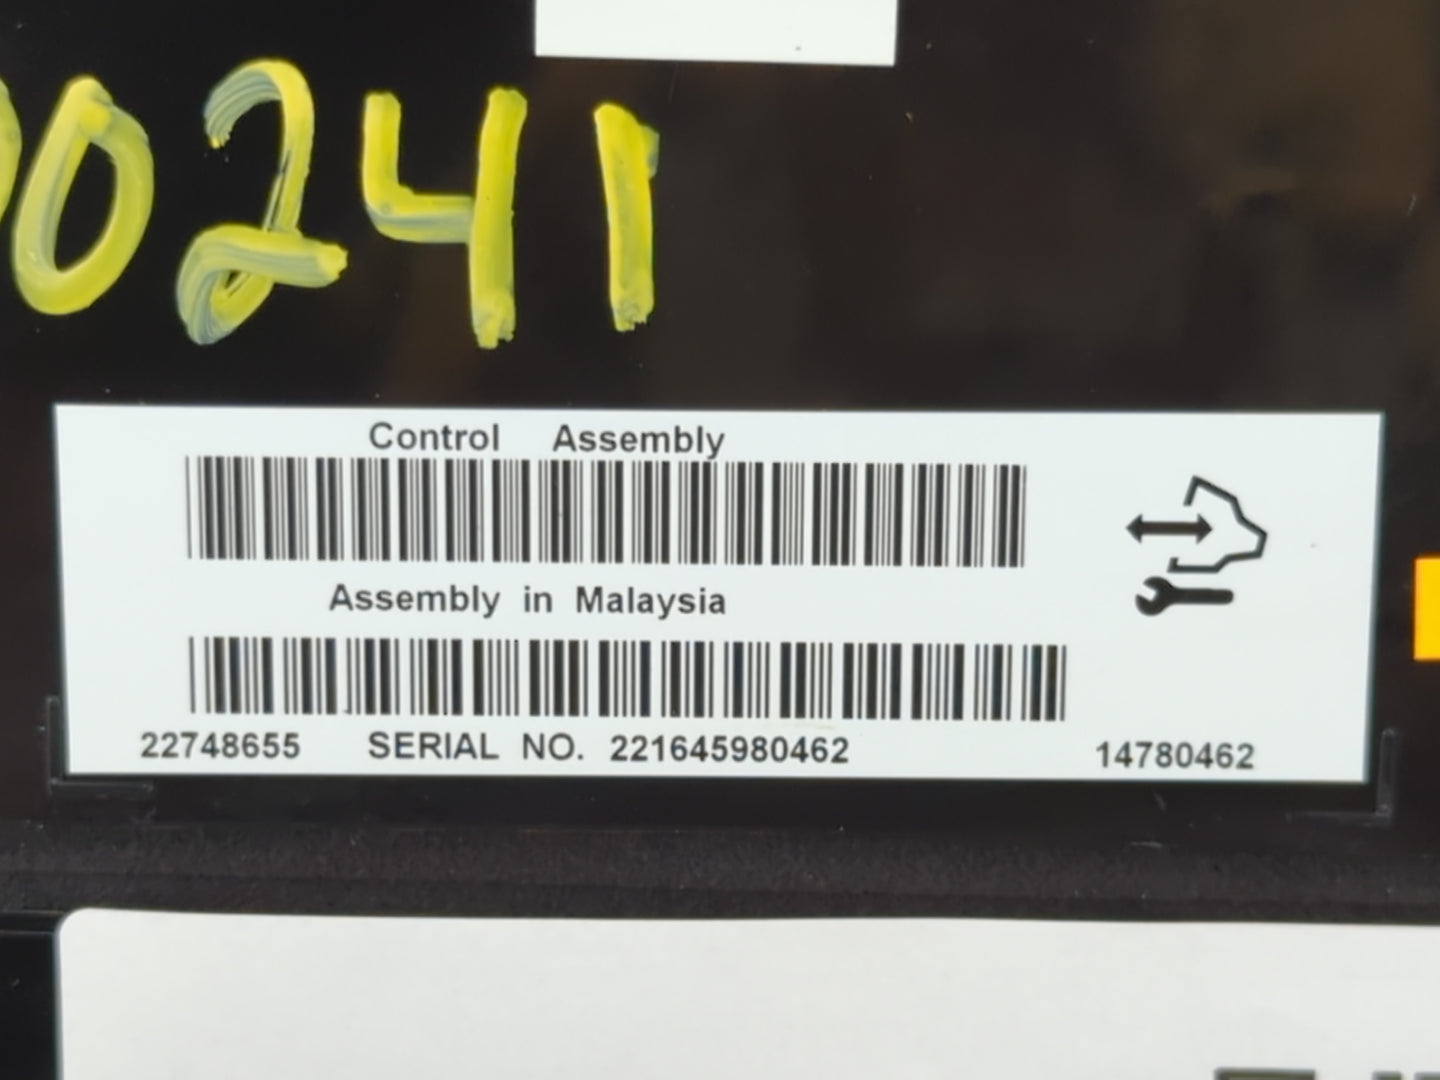 0241
Control Assembly
Assembly in Malaysia
22748655 SERIAL NO. 221645980462 14780462